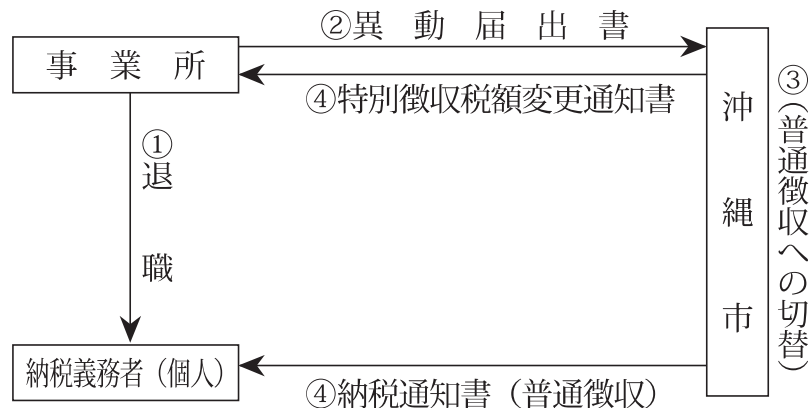 ②異動届出書
事業所
④特別徴収税額変更通知書
①退職
沖縄市
③(普通徴収への切替)
納税義務者(個人)
④納税通知書(普通徴収)